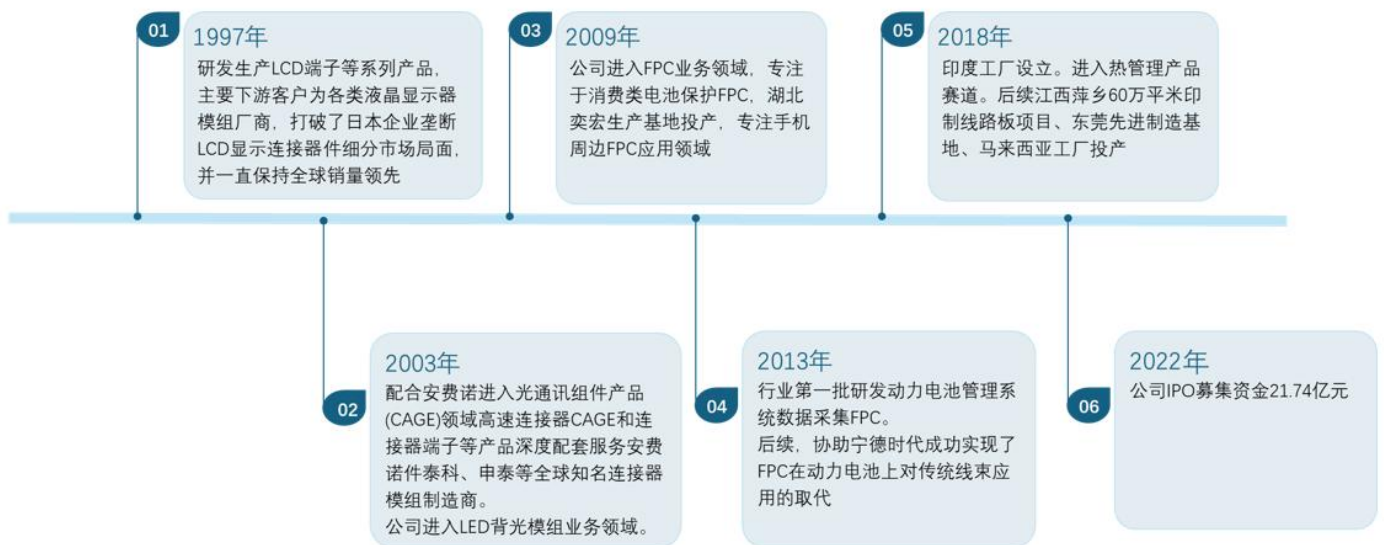 01
1997年
研发生产LCD端子等系列产品，
主要下游客户为各类液晶显示器
模组厂商，打破了日本企业垄断
LCD显示连接器件细分市场局面，
并一直保持全球销量领先
02
2003年
配合安费诺进入光通讯组件产品
(CAGE)领域高速连接器CAGE和连
接器端子等产品深度配套服务安费
诺件泰科、申泰等全球知名连接器
模组制造商。
公司进入LED背光模组业务领域。
03
2009年
公司进入FPC业务领域，专注
于消费类电池保护FPC，湖北
奕宏生产基地投产，专注手机
周边FPC应用领域
04
2013年
行业第一批研发动力电池管理系
统数据采集FPC。
后续，协助宁德时代成功实现了
FPC在动力电池上对传统线束应
用的取代
05
2018年
印度工厂设立。进入热管理产品
赛道。后续江西萍乡60万平米印
制线路板项目、东莞先进制造基
地、马来西亚工厂投产
06
2022年
公司IPO募集资金21.74亿元